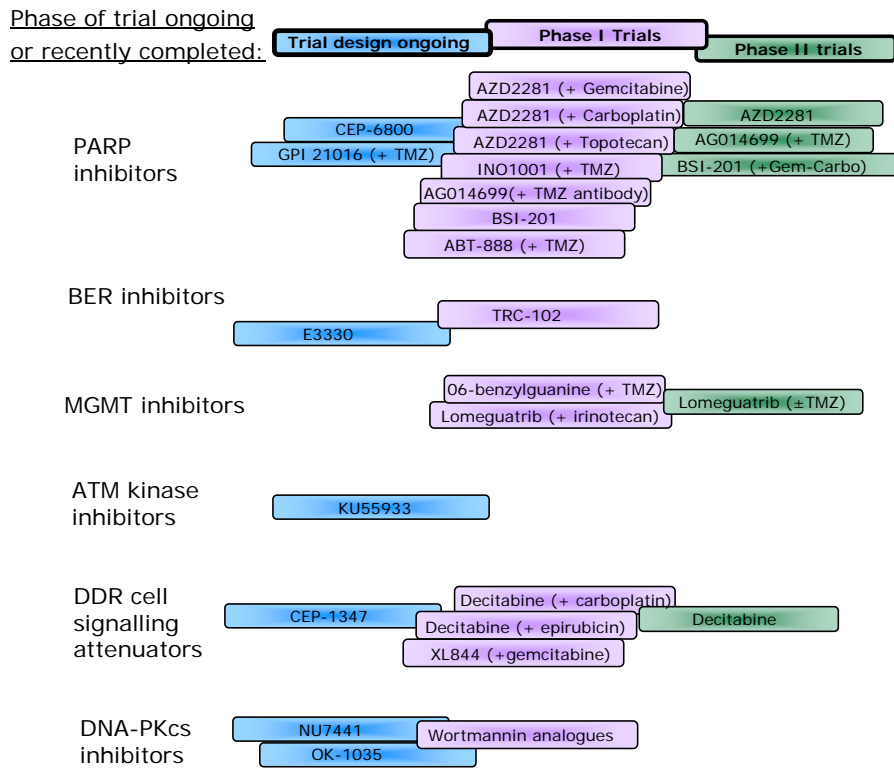 Phase of trial ongoing
or recently completed:
Trial design ongoing
Phase I Trials
Phase II trials
PARP
inhibitors
CEP-6800
GPI 21016 (+ TMZ)
AZD2281 (+ Gemcitabine)
AZD2281 (+ Carboplatin)
AZD2281 (+ Topotecan)
INO1001 (+ TMZ)
AG014699(+ TMZ antibody)
BSI-201
ABT-888 (+ TMZ)
AZD2281
AG014699 (+ TMZ)
BSI-201 (+Gem-Carbo)
BER inhibitors
E3330
TRC-102
MGMT inhibitors
06-benzylguanine (+ TMZ)
Lomeguatrib (+ irinotecan)
Lomeguatrib (±TMZ)
ATM kinase
inhibitors
KU55933
DDR cell
signalling
attenuators
CEP-1347
Decitabine (+ carboplatin)
Decitabine (+ epirubicin)
XL844 (+gemcitabine)
Decitabine
DNA-PKcs
inhibitors
NU7441
OK-1035
Wortmannin analogues